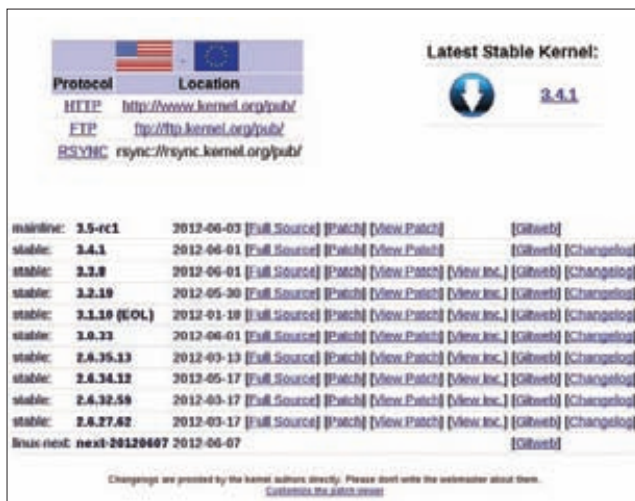 Latest Stable Kernel:
3.4.1
Protocol Location
HTTP http://www.kernel.org/pub/
FTP ftp://ftp.kernel.org/pub/
RSYNC rsync://rsync.kernel.org/pub/
mainline: 3.5-rc1 2012-06-03 [Full Source] [Patch] [View Patch] [Gitweb]
stable: 3.4.1 2012-06-01 [Full Source] [Patch] [View Patch] [Gitweb] [Changelog]
stable: 3.3.8 2012-06-01 [Full Source] [Patch] [View Patch] [View Inc.] [Gitweb] [Changelog]
stable: 3.2.19 2012-05-30 [Full Source] [Patch] [View Patch] [View Inc.] [Gitweb] [Changelog]
stable: 3.1.10 (EOL) 2012-01-18 [Full Source] [Patch] [View Patch] [View Inc.] [Gitweb] [Changelog]
stable: 3.0.33 2012-06-01 [Full Source] [Patch] [View Patch] [View Inc.] [Gitweb] [Changelog]
stable: 2.6.35.13 2012-03-13 [Full Source] [Patch] [View Patch] [View Inc.] [Gitweb] [Changelog]
stable: 2.6.34.12 2012-05-17 [Full Source] [Patch] [View Patch] [View Inc.] [Gitweb] [Changelog]
stable: 2.6.32.59 2012-03-17 [Full Source] [Patch] [View Patch] [View Inc.] [Gitweb] [Changelog]
stable: 2.6.27.62 2012-03-17 [Full Source] [Patch] [View Patch] [View Inc.] [Gitweb] [Changelog]
linux-next: next-20120607 2012-06-07 [Gitweb]
Changelogs are provided by the kernel authors directly. Please don't write the webmaster about them.
Customize the patch viewer